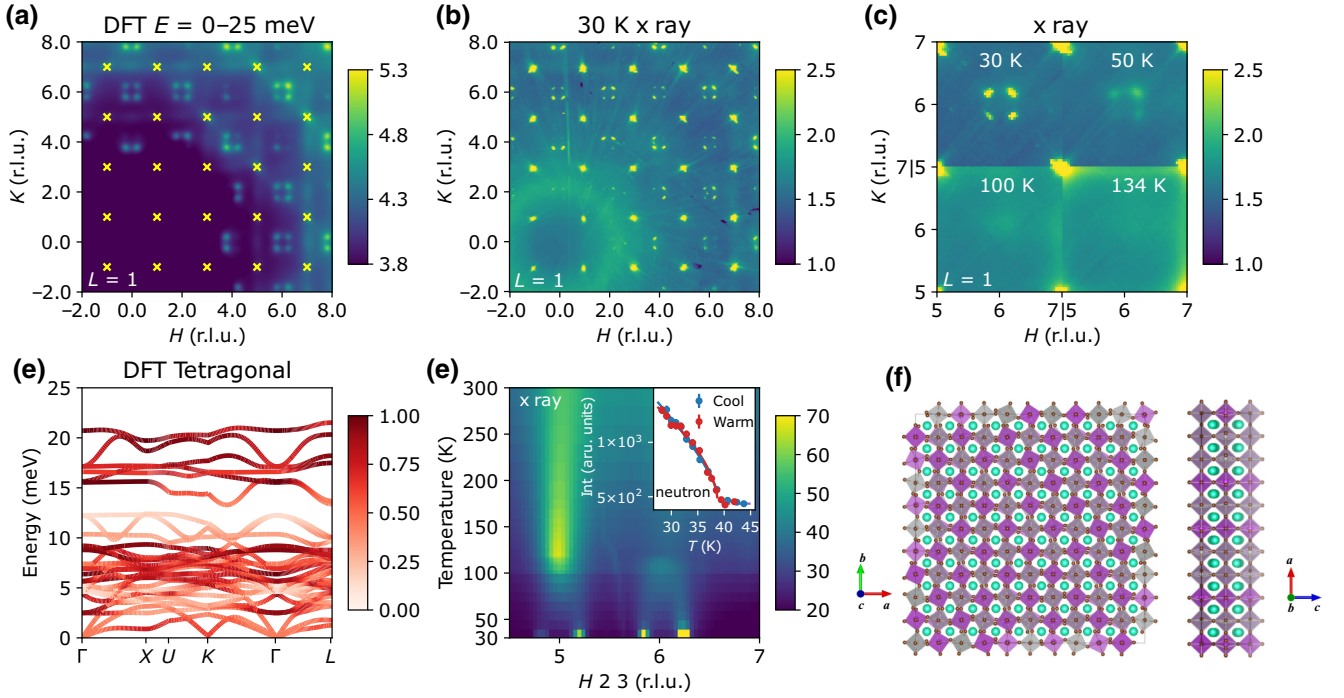 (a)
DFT E = 0–25 meV
8.0
6.0
4.0
2.0
0.0
−2.0
K (r.l.u.)
L = 1
−2.0 0.0 2.0 4.0 6.0 8.0
H (r.l.u.)
5.3
4.8
4.3
3.8
(b)
30 K x ray
8.0
6.0
4.0
2.0
0.0
−2.0
K (r.l.u.)
L = 1
−2.0 0.0 2.0 4.0 6.0 8.0
H (r.l.u.)
2.5
2.0
1.5
1.0
(c)
x ray
7
6
7|5
6
5
K (r.l.u.)
30 K
50 K
100 K
134 K
L = 1
5 6 7|5 6 7
H (r.l.u.)
2.5
2.0
1.5
1.0
(e)
DFT Tetragonal
25
20
15
10
5
0
Energy (meV)
Γ X U K Γ L
1.00
0.75
0.50
0.25
0.00
(e)
x ray
300
250
200
150
100
50
30
Temperature (K)
5 6 7
H 2 3 (r.l.u.)
Cool
Warm
Int (aru. units)
1×10³
5×10²
neutron
30 35 40 45
T (K)
70
60
50
40
30
20
(f)
b
c
a
a
b
c